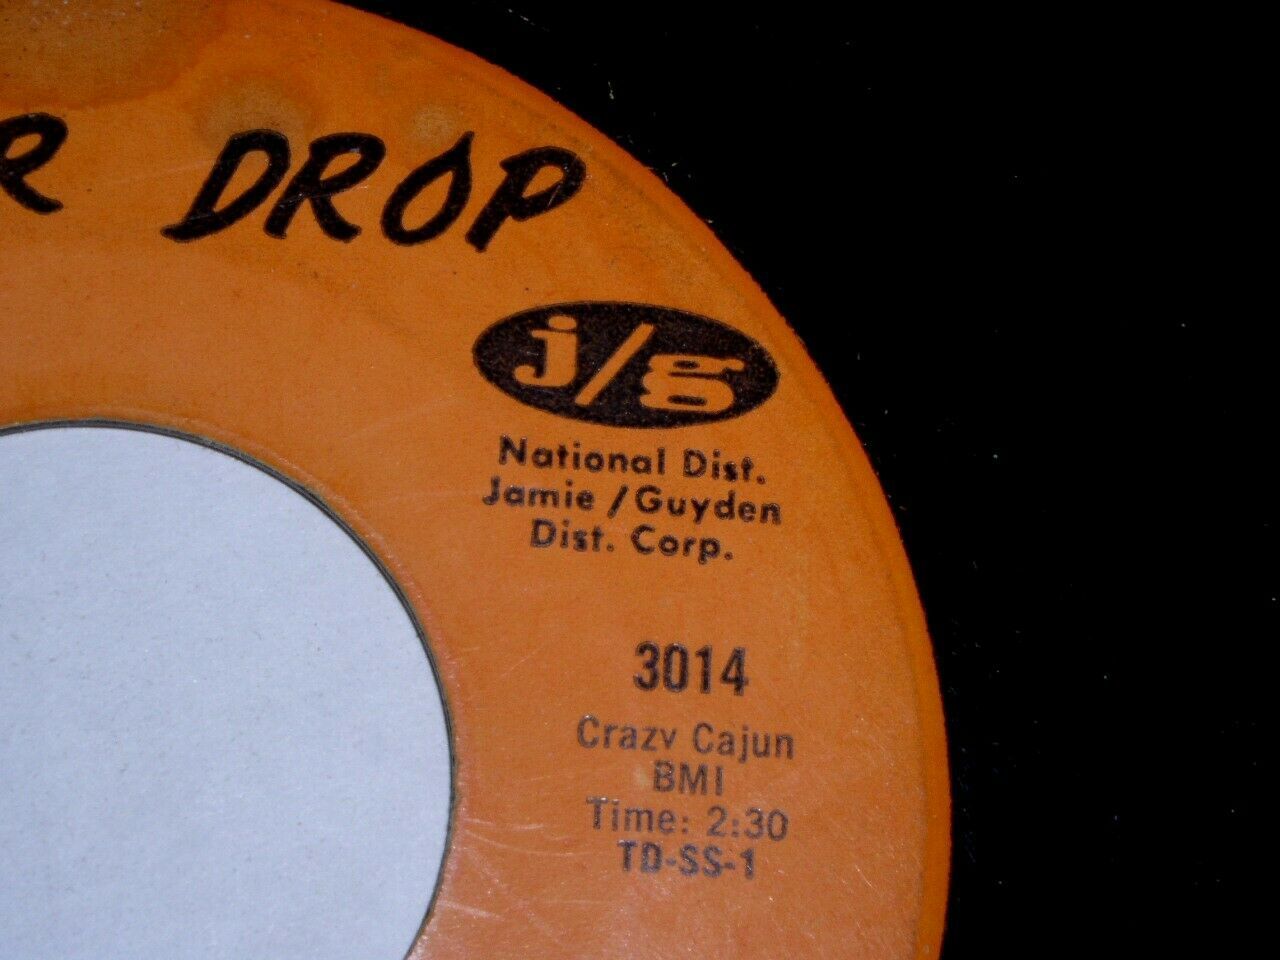 R DROP
j/g
National Dist.
Jamie / Guyden
Dist. Corp.
3014
Crazy Cajun
BMI
Time: 2:30
TD-SS-1